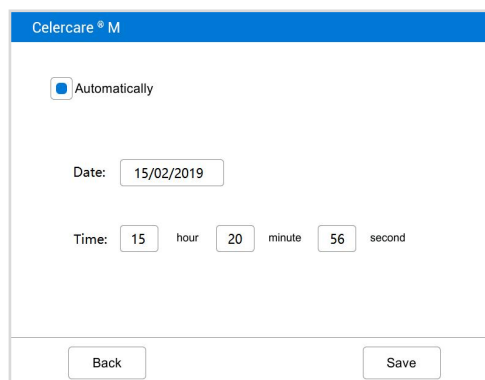 Celercare ® M
Automatically
Date: 15/02/2019
Time: 15 hour 20 minute 56 second
Back Save